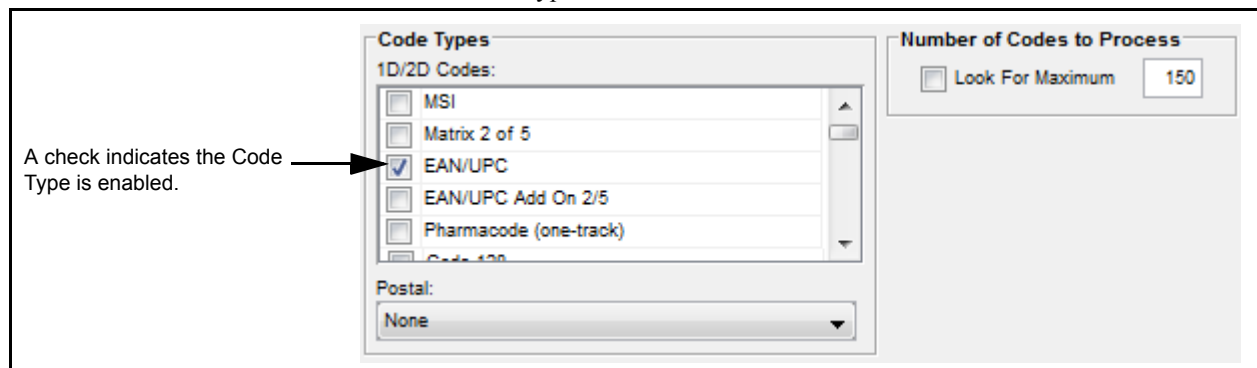 Code Types
1D/2D Codes:
MSI
Matrix 2 of 5
EAN/UPC
EAN/UPC Add On 2/5
Pharmacode (one-track)
Code 128
Postal:
None
Number of Codes to Process
Look For Maximum 150
A check indicates the Code
Type is enabled.